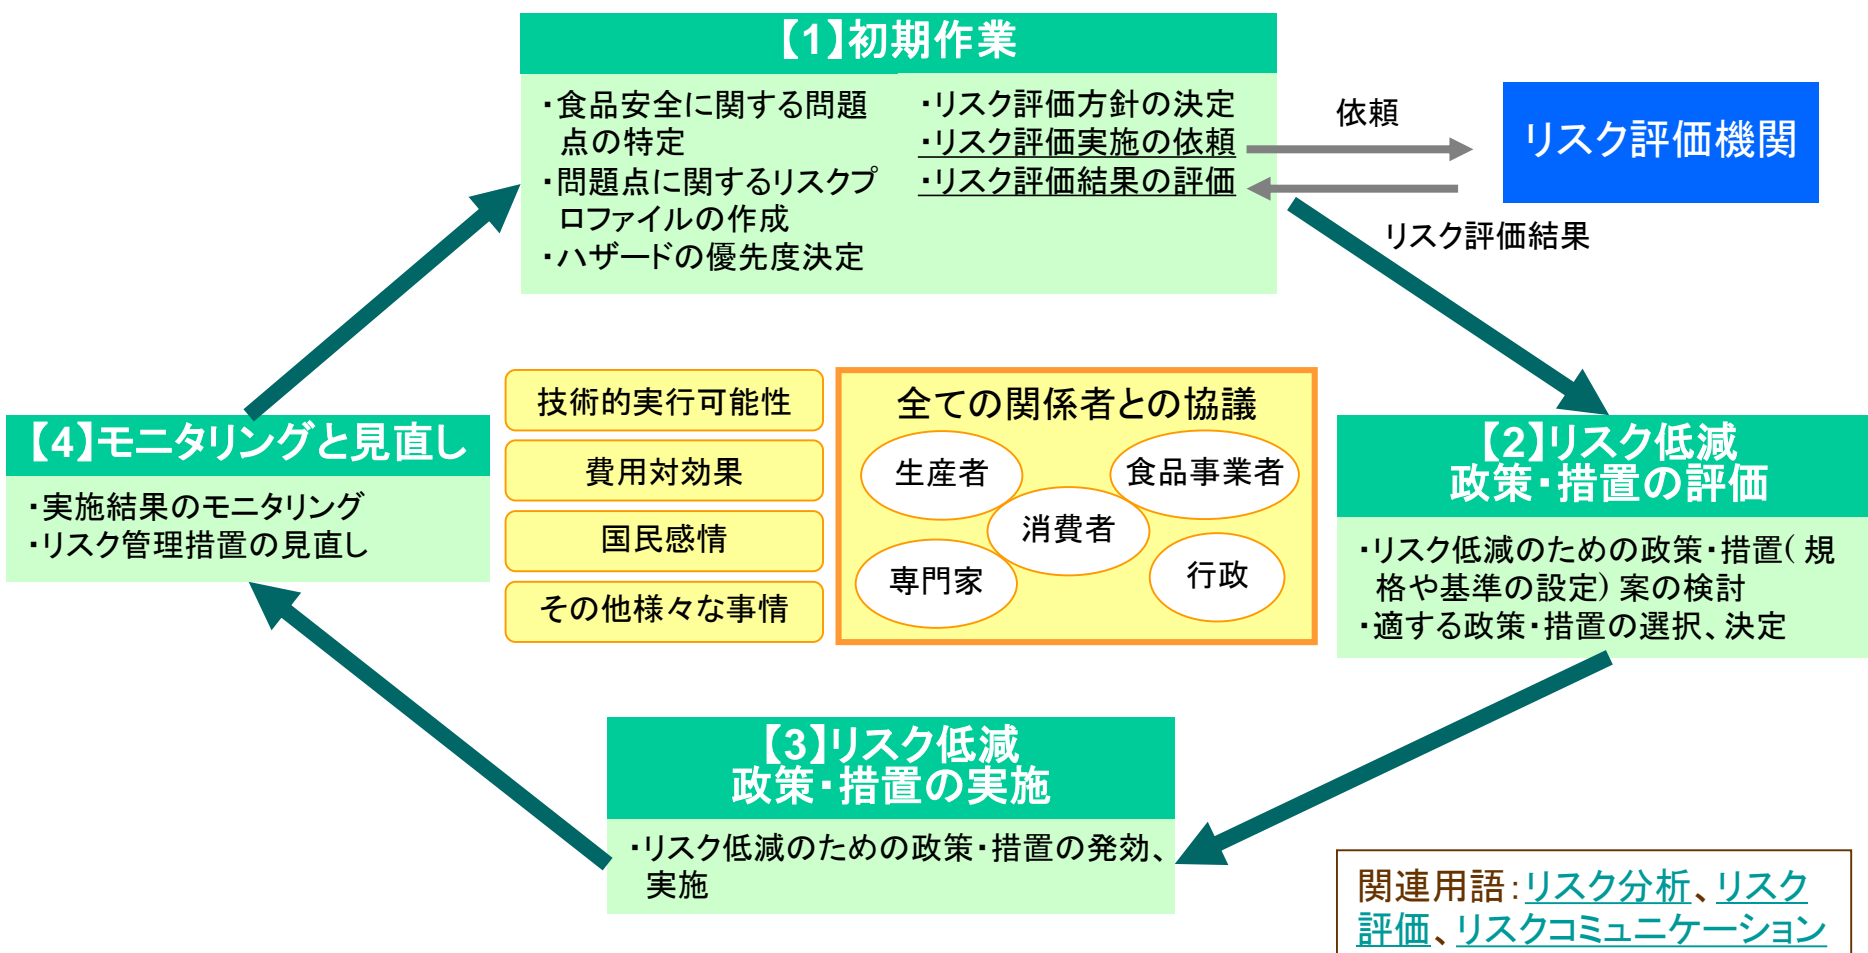 【1】初期作業
・食品安全に関する問題
点の特定
・問題点に関するリスクプ
ロファイルの作成
・ハザードの優先度決定
・リスク評価方針の決定
・リスク評価実施の依頼
・リスク評価結果の評価
依頼
リスク評価機関
リスク評価結果
【4】モニタリングと見直し
・実施結果のモニタリング
・リスク管理措置の見直し
技術的実行可能性
費用対効果
国民感情
その他様々な事情
全ての関係者との協議
生産者
食品事業者
消費者
専門家
行政
【2】リスク低減
政策・措置の評価
・リスク低減のための政策・措置(規
格や基準の設定)案の検討
・適する政策・措置の選択、決定
【3】リスク低減
政策・措置の実施
・リスク低減のための政策・措置の発効、
実施
関連用語:リスク分析、リスク
評価、リスクコミュニケーション